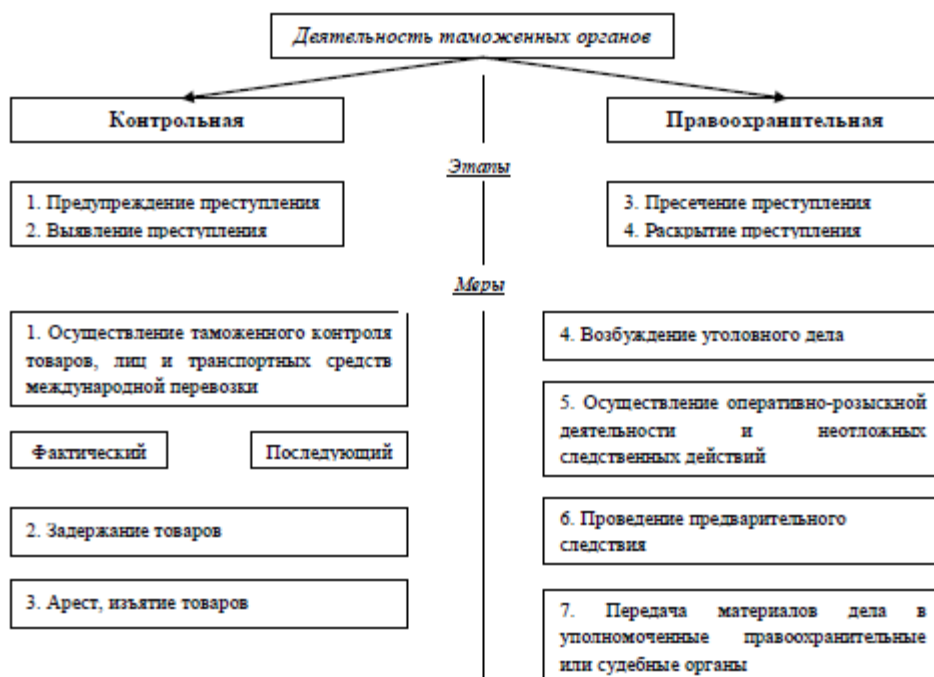 Деятельность таможенных органов
Контрольная
Правоохранительная
Этапы
1. Предупреждение преступления
2. Выявление преступления
3. Пресечение преступления
4. Раскрытие преступления
Меры
1. Осуществление таможенного контроля
товаров, лиц и транспортных средств
международной перевозки
Фактический
Последующий
2. Задержание товаров
3. Арест, изъятие товаров
4. Возбуждение уголовного дела
5. Осуществление оперативно-розыскной
деятельности и неотложных
следственных действий
6. Проведение предварительного
следствия
7. Передача материалов дела в
уполномоченные правоохранительные
или судебные органы